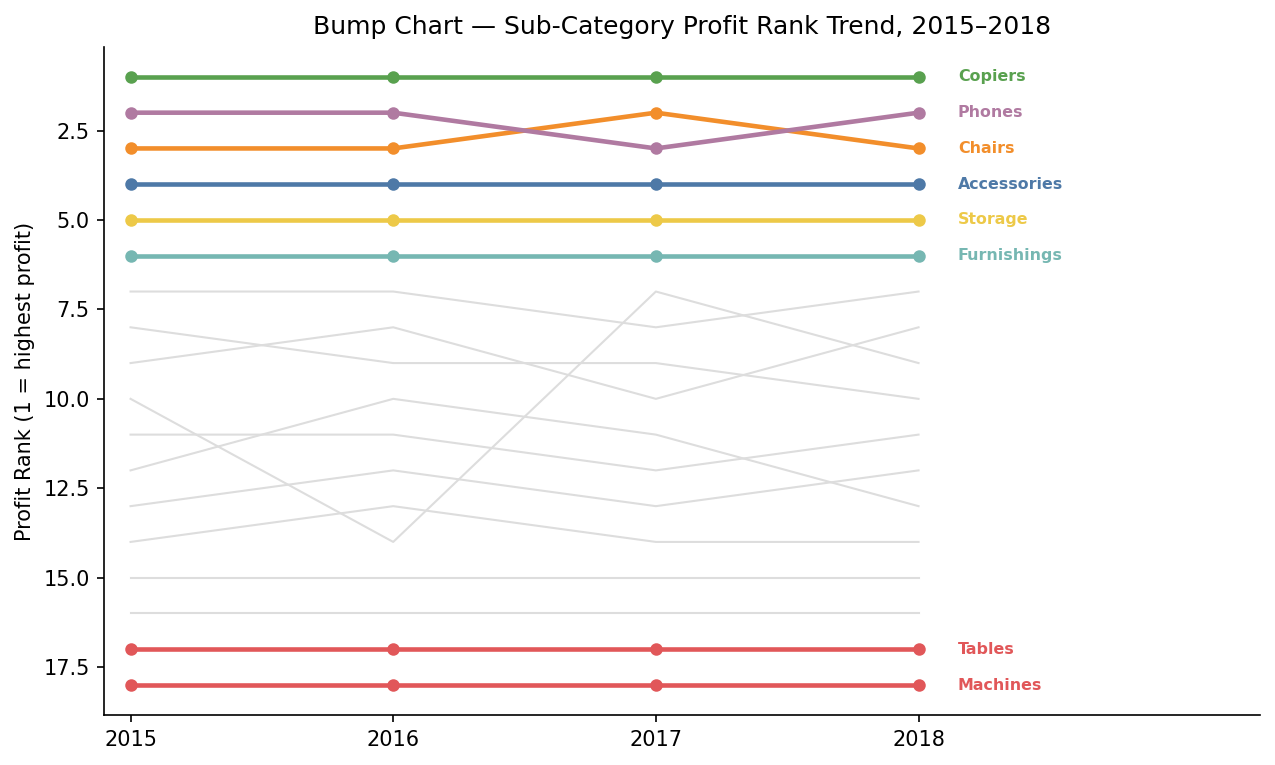 Bump Chart — Sub-Category Profit Rank Trend, 2015–2018
Profit Rank (1 = highest profit)
2.5
5.0
7.5
10.0
12.5
15.0
17.5
Copiers
Phones
Chairs
Accessories
Storage
Furnishings
Tables
Machines
2015 2016 2017 2018